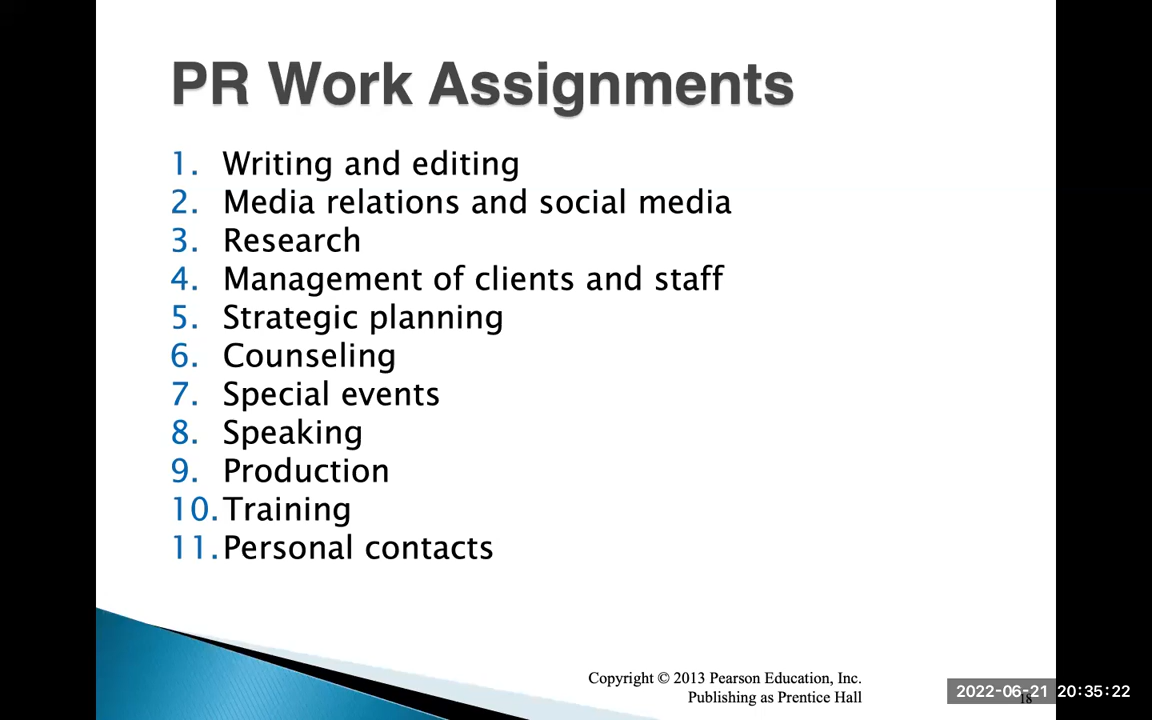 PR Work Assignments
1. Writing and editing
2. Media relations and social media
3. Research
4. Management of clients and staff
5. Strategic planning
6. Counseling
7. Special events
8. Speaking
9. Production
10. Training
11. Personal contacts
Copyright © 2013 Pearson Education, Inc.
Publishing as Prentice Hall
2022-06-21 20:35:22
18